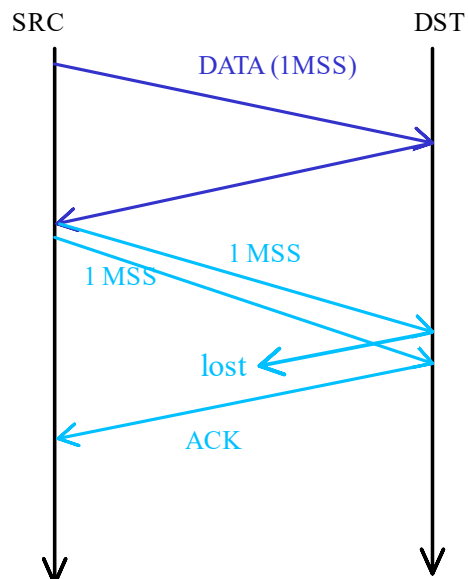 SRC
DST
DATA (1MSS)
1 MSS
1 MSS
lost
ACK